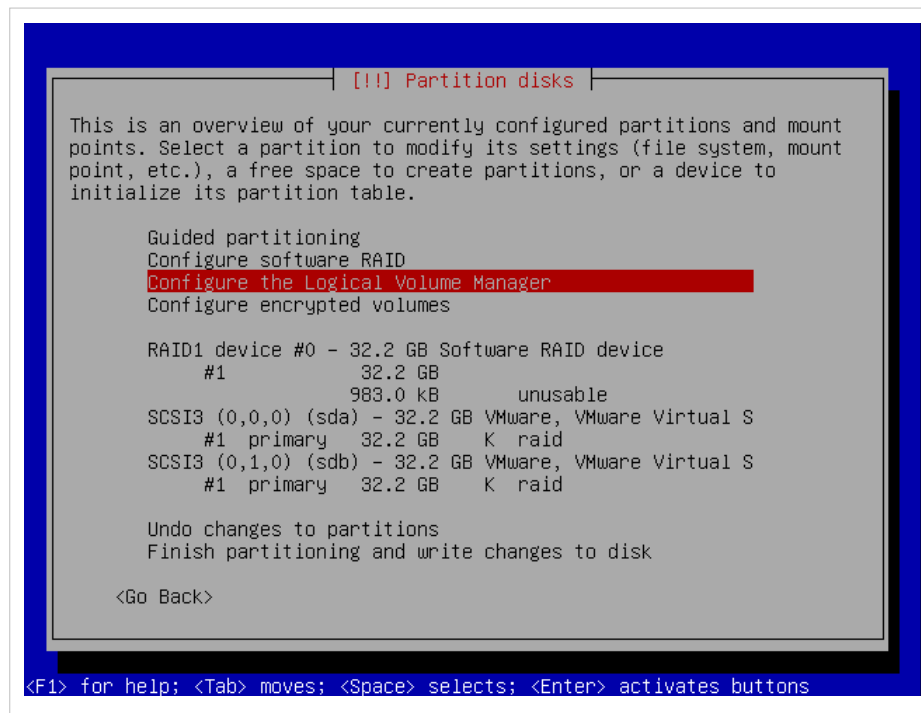 [!!] Partition disks
This is an overview of your currently configured partitions and mount
points. Select a partition to modify its settings (file system, mount
point, etc.), a free space to create partitions, or a device to
initialize its partition table.
Guided partitioning
Configure software RAID
Configure the Logical Volume Manager
Configure encrypted volumes
RAID1 device #0 - 32.2 GB Software RAID device
#1 32.2 GB
983.0 kB unusable
SCSI3 (0,0,0) (sda) - 32.2 GB VMware, VMware Virtual S
#1 primary 32.2 GB K raid
SCSI3 (0,1,0) (sdb) - 32.2 GB VMware, VMware Virtual S
#1 primary 32.2 GB K raid
Undo changes to partitions
Finish partitioning and write changes to disk
<Go Back>
<F1> for help; <Tab> moves; <Space> selects; <Enter> activates buttons